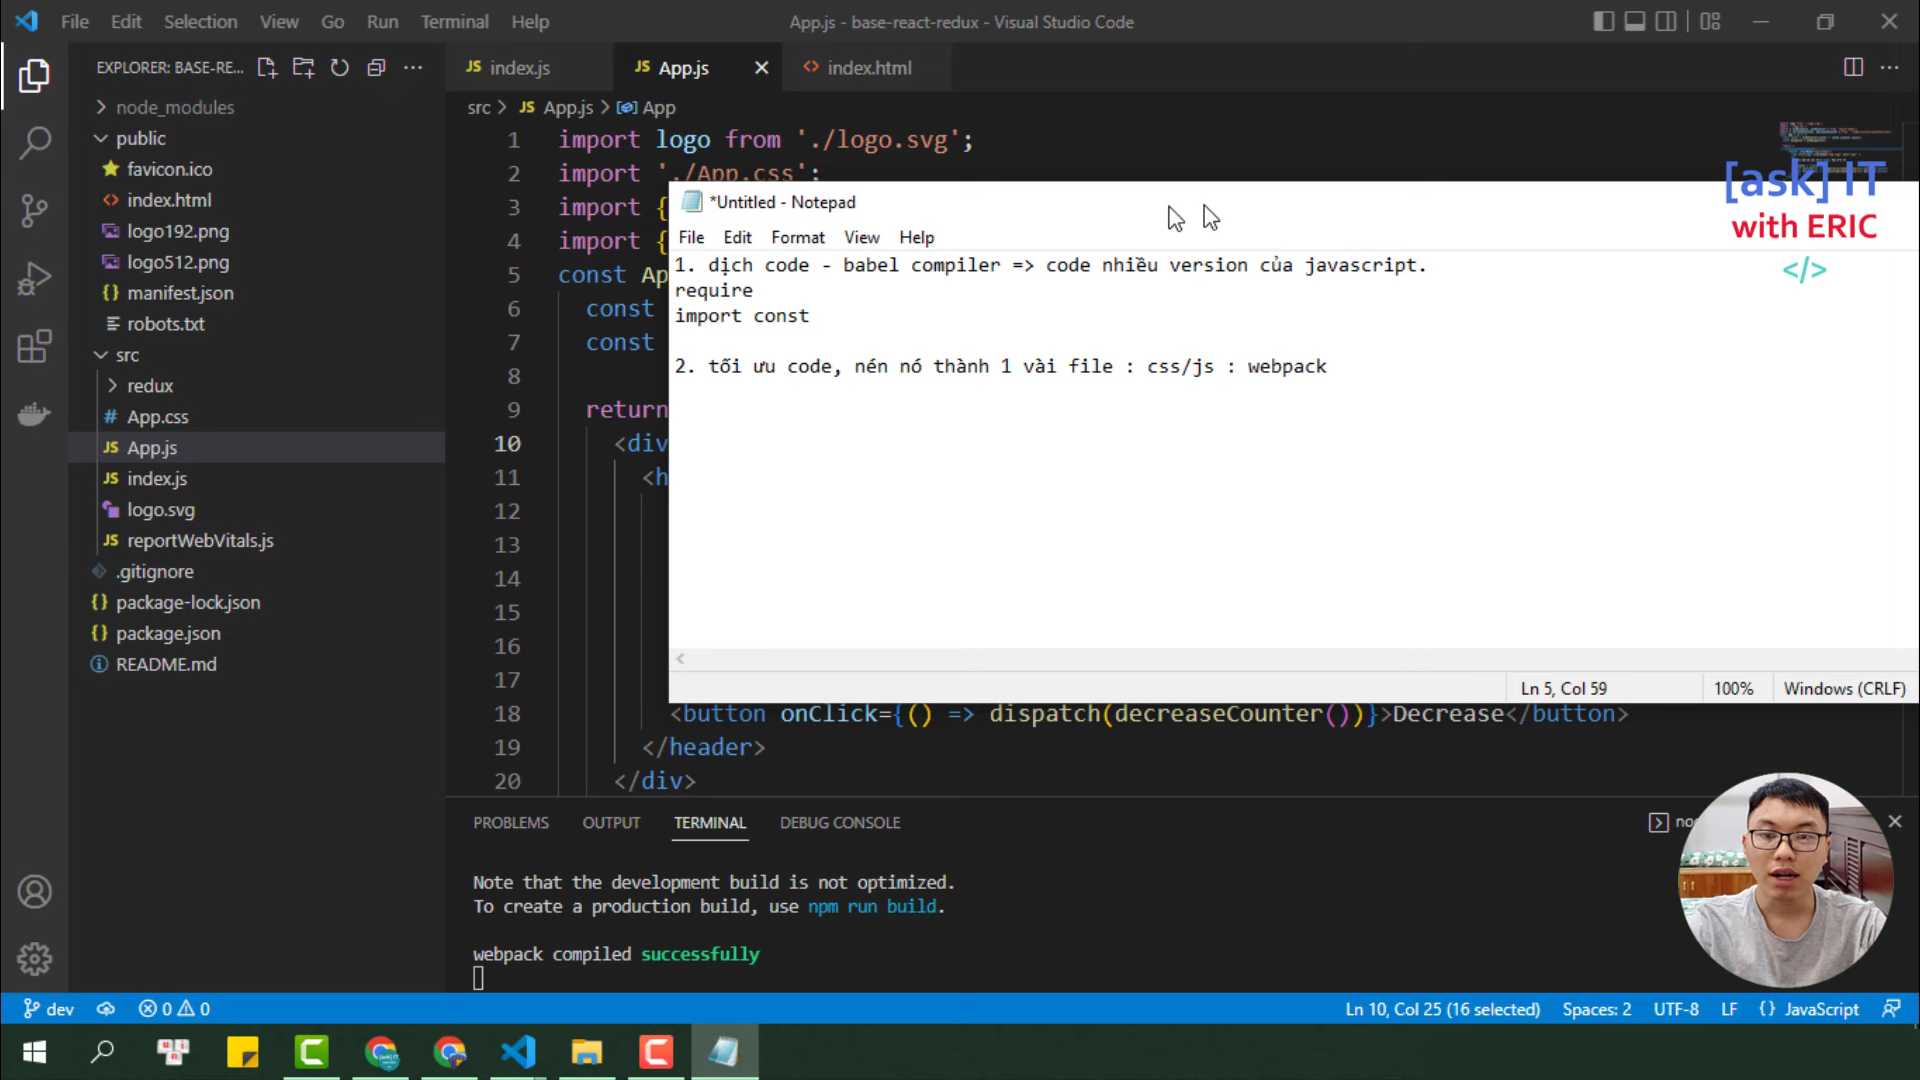 File Edit Selection View Go Run Terminal Help
App.js - base-react-redux - Visual Studio Code
EXPLORER: BASE-RE...
JS index.js
JS App.js
<> index.html
src > JS App.js > App
node_modules
public
favicon.ico
<> index.html
logo192.png
logo512.png
{} manifest.json
robots.txt
src
redux
# App.css
JS App.js
JS index.js
logo.svg
JS reportWebVitals.js
.gitignore
{} package-lock.json
{} package.json
README.md
1 import logo from './logo.svg';
2 import './App.css';
3 import {
4 import {
5 const Ap
6 const
7 const
8
9 return
10 <div
11 <h
12
13
14
15
16
17
18 <button onClick={() => dispatch(decreaseCounter())}>Decrease</button>
19 </header>
20 </div>
*Untitled - Notepad
File Edit Format View Help
1. dịch code - babel compiler => code nhiều version của javascript.
require
import const
2. tối ưu code, nén nó thành 1 vài file : css/js : webpack
Ln 5, Col 59 100% Windows (CRLF)
[ask] IT
with ERIC
</>
PROBLEMS OUTPUT TERMINAL DEBUG CONSOLE
Note that the development build is not optimized.
To create a production build, use npm run build.
webpack compiled successfully
dev
0 0
Ln 10, Col 25 (16 selected) Spaces: 2 UTF-8 LF {} JavaScript